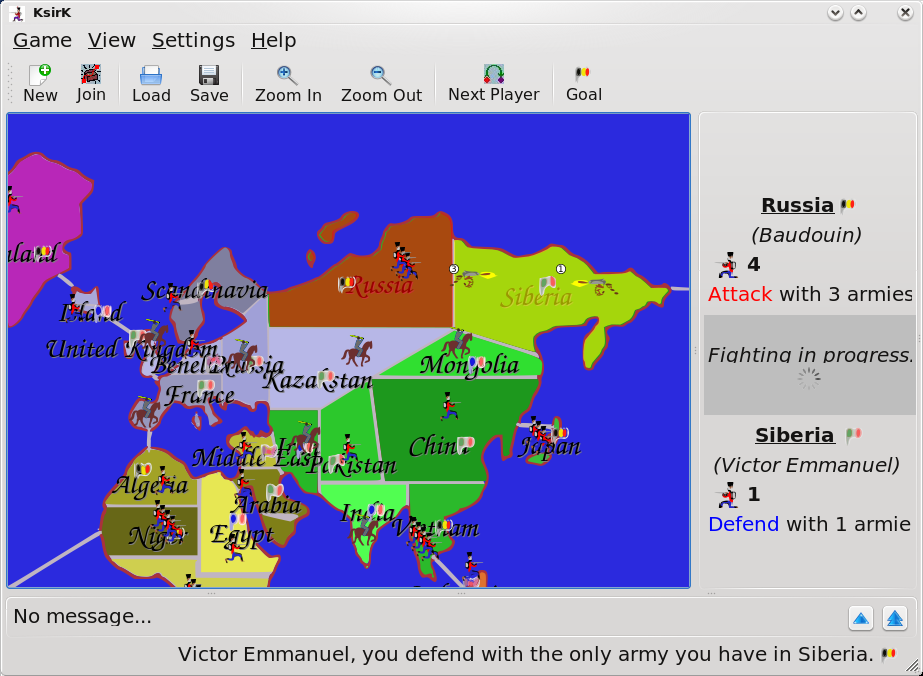 KsirK
Game View Settings Help
New Join Load Save Zoom In Zoom Out Next Player Goal
Russia
(Baudouin)
4
Attack with 3 armies
Fighting in progress.
Siberia
(Victor Emmanuel)
1
Defend with 1 armie
Russia
3
1
Siberia
Scandinavia
Island
United Kingdom
Kazakstan
Mongolia
France
China
Japan
Middle East
Pakistan
Algeria
Arabia
India
Vietnam
Niger
Egypt
No message...
Victor Emmanuel, you defend with the only army you have in Siberia.